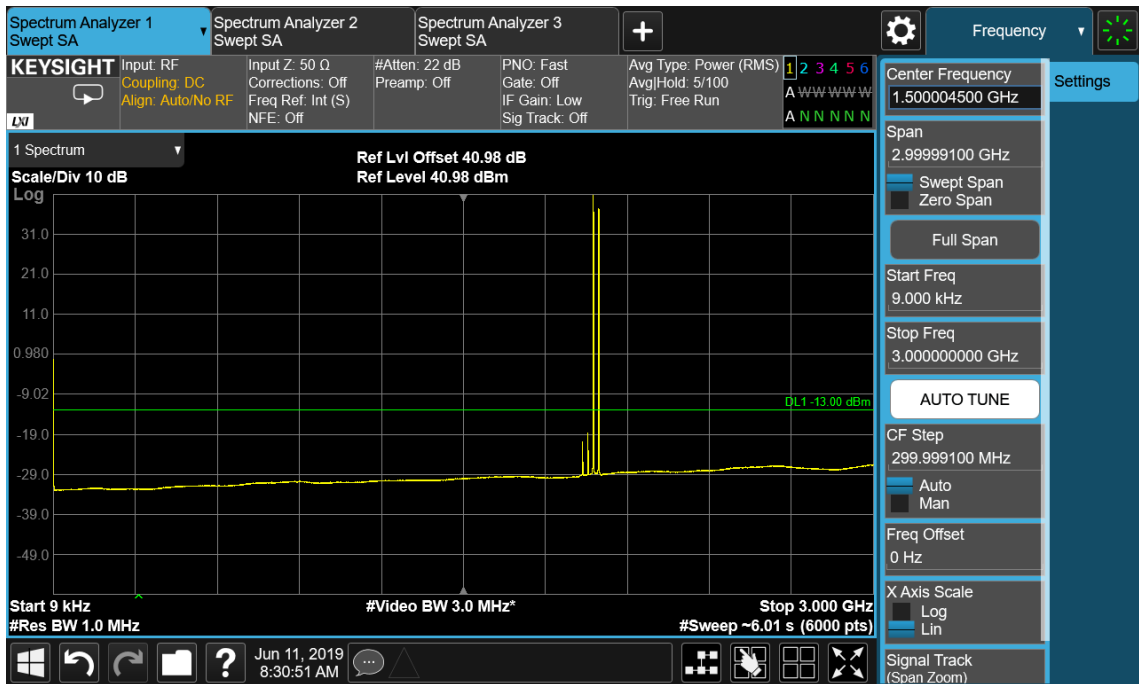 Spectrum Analyzer 1
Swept SA
Spectrum Analyzer 2
Swept SA
Spectrum Analyzer 3
Swept SA
Frequency
KEYSIGHT
LXI
Input: RF
Coupling: DC
Align: Auto/No RF
Input Z: 50 Ω
Corrections: Off
Freq Ref: Int (S)
NFE: Off
#Atten: 22 dB
Preamp: Off
PNO: Fast
Gate: Off
IF Gain: Low
Sig Track: Off
Avg Type: Power (RMS)
Avg|Hold: 5/100
Trig: Free Run
1 2 3 4 5 6
A W W W W W
A N N N N N
1 Spectrum
Scale/Div 10 dB
Log
Ref Lvl Offset 40.98 dB
Ref Level 40.98 dBm
31.0
21.0
11.0
0.980
-9.02
-19.0
-29.0
-39.0
-49.0
DL1 -13.00 dBm
Start 9 kHz
#Res BW 1.0 MHz
#Video BW 3.0 MHz*
Stop 3.000 GHz
#Sweep ~6.01 s (6000 pts)
Center Frequency
1.500004500 GHz
Span
2.99999100 GHz
Swept Span
Zero Span
Full Span
Start Freq
9.000 kHz
Stop Freq
3.000000000 GHz
AUTO TUNE
CF Step
299.999100 MHz
Auto
Man
Freq Offset
0 Hz
X Axis Scale
Log
Lin
Signal Track
(Span Zoom)
Settings
Jun 11, 2019
8:30:51 AM